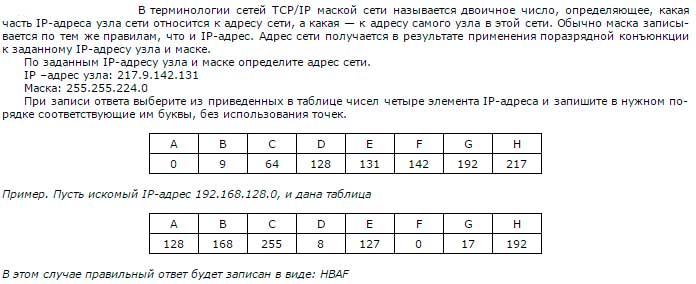 В терминологии сетей TCP/IP маской сети называется двоичное число, определяющее, какая
часть IP-адреса узла сети относится к адресу сети, а какая — к адресу самого узла в этой сети. Обычно маска записы-
вается по тем же правилам, что и IP-адрес. Адрес сети получается в результате применения поразрядной конъюнкции
к заданному IP-адресу узла и маске.
По заданным IP-адресу узла и маске определите адрес сети.
IP –адрес узла: 217.9.142.131
Маска: 255.255.224.0
При записи ответа выберите из приведенных в таблице чисел четыре элемента IP-адреса и запишите в нужном по-
рядке соответствующие им буквы, без использования точек.
A B C D E F G H
0 9 64 128 131 142 192 217
Пример. Пусть искомый IP-адрес 192.168.128.0, и дана таблица
A B C D E F G H
128 168 255 8 127 0 17 192
В этом случае правильный ответ будет записан в виде: HBAF